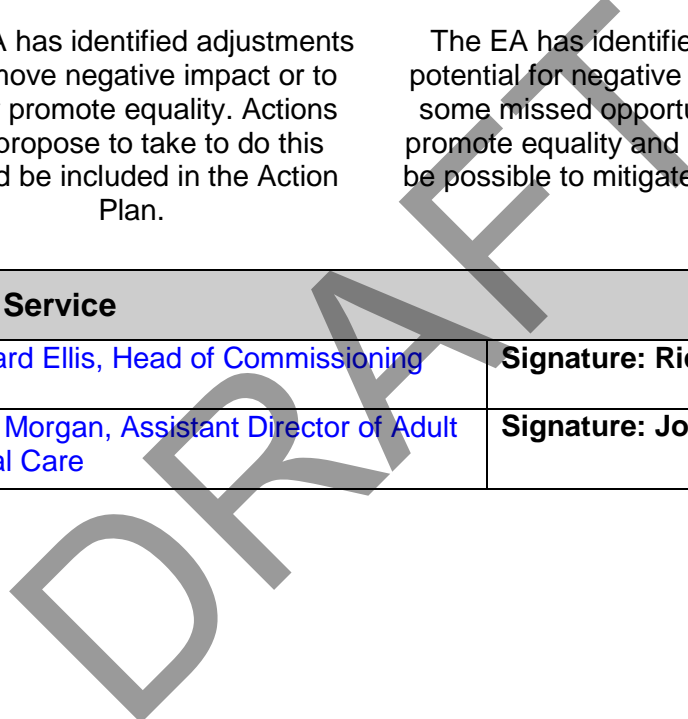 A has identified adjustments
move negative impact or to
promote equality. Actions
propose to take to do this
d be included in the Action
Plan.
The EA has identifie
potential for negative
some missed opportu
promote equality and
be possible to mitigate
Service
ard Ellis, Head of Commissioning
Signature: Ri
Morgan, Assistant Director of Adult
al Care
Signature: Jo
DRAFT